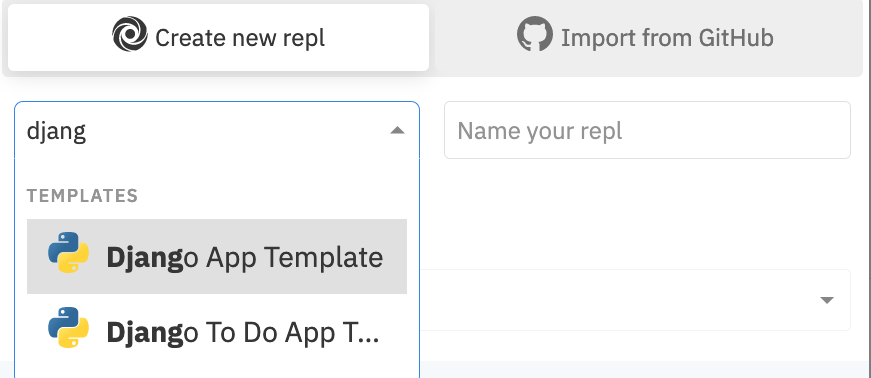 Create new repl
Import from GitHub
djang
Name your repl
TEMPLATES
Django App Template
Django To Do App T...